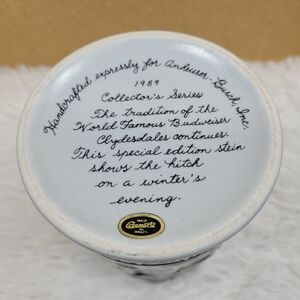 Handcrafted expressly for Anheuser-Busch, Inc.
1989
Collector's Series
The tradition of the
World Famous Budweiser
Clydesdales continues.
This special edition stein
shows the hitch
on a winter's
evening.
Ceramarte